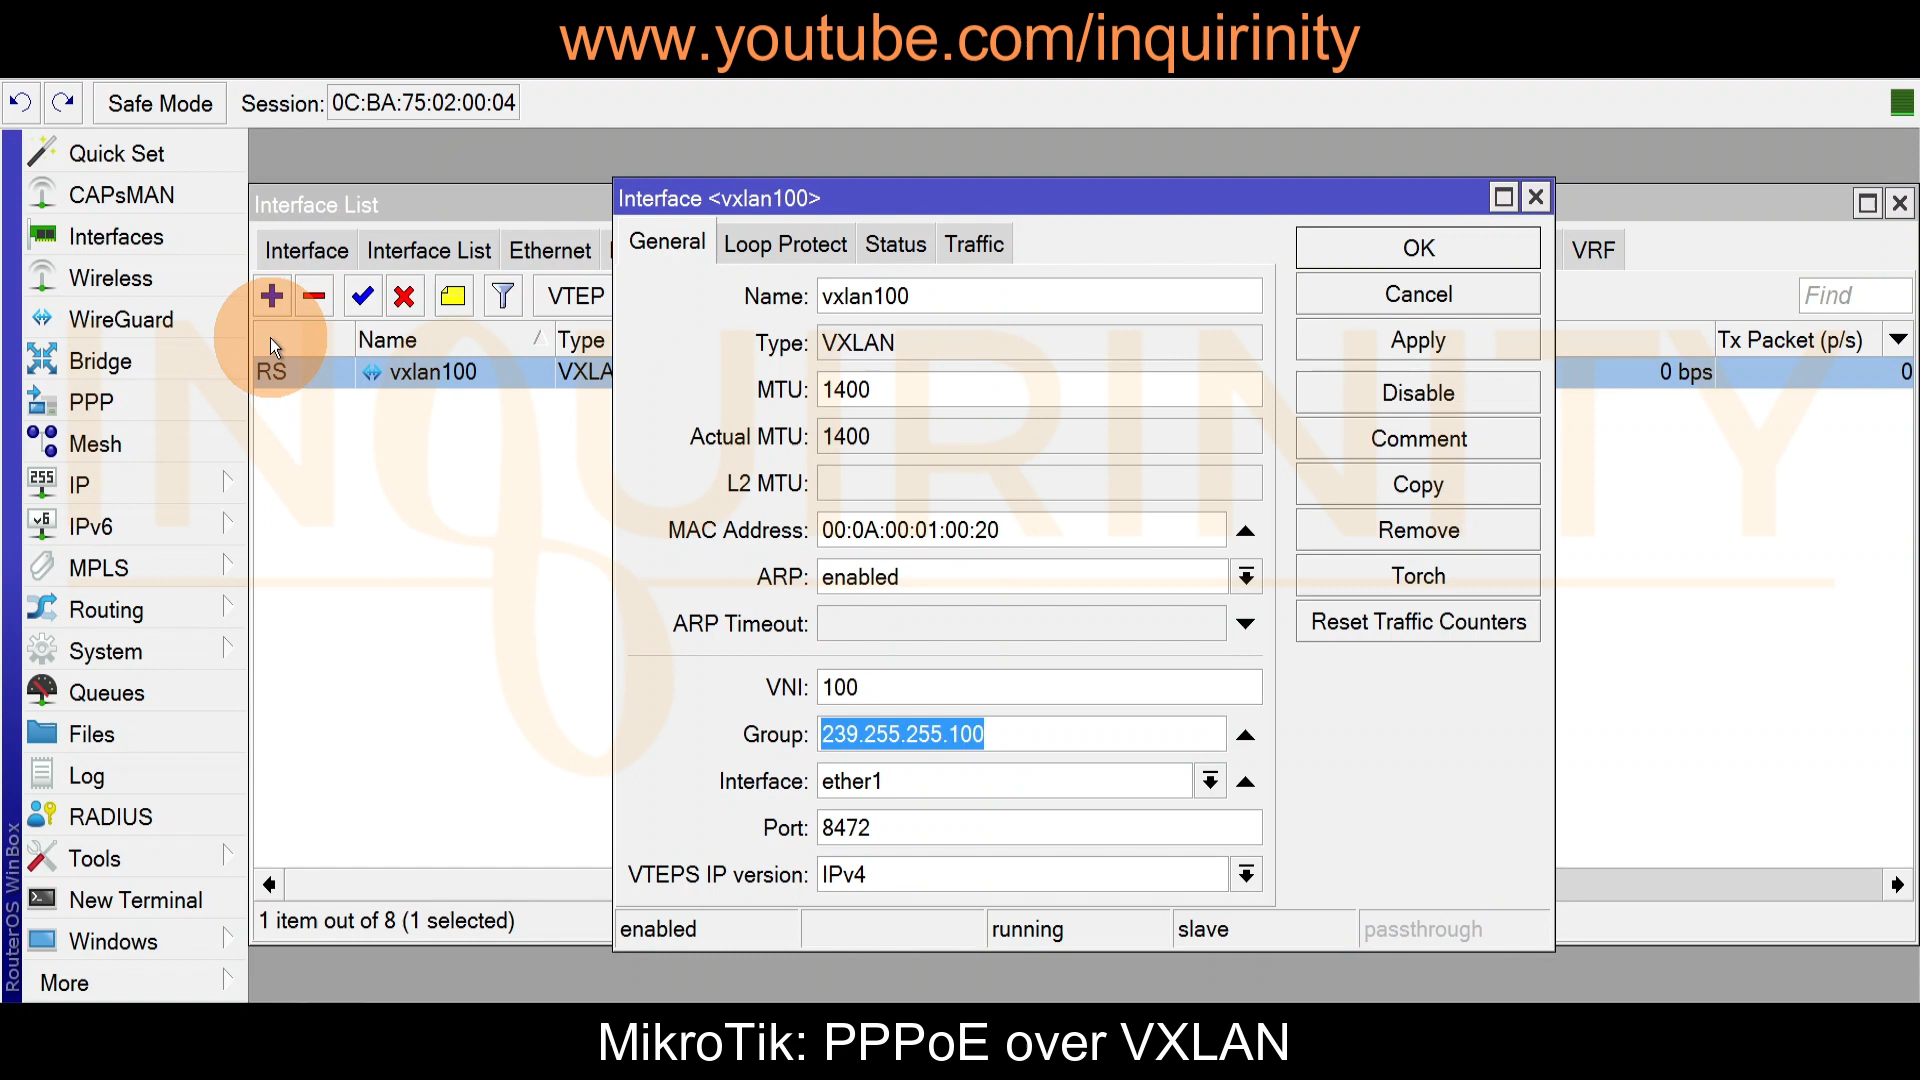 www.youtube.com/inquirinity
Safe Mode
Session: 0C:BA:75:02:00:04
Quick Set
CAPsMAN
Interfaces
Wireless
WireGuard
Bridge
PPP
Mesh
255 IP
v6 IPv6
MPLS
Routing
System
Queues
Files
Log
RADIUS
Tools
New Terminal
Windows
More
RouterOS WinBox
Interface List
Interface Interface List Ethernet
VTEP
Name Type
RS vxlan100 VXLA
1 item out of 8 (1 selected)
Interface <vxlan100>
General Loop Protect Status Traffic
Name: vxlan100
Type: VXLAN
MTU: 1400
Actual MTU: 1400
L2 MTU:
MAC Address: 00:0A:00:01:00:20
ARP: enabled
ARP Timeout:
VNI: 100
Group: 239.255.255.100
Interface: ether1
Port: 8472
VTEPS IP version: IPv4
enabled running slave passthrough
OK
Cancel
Apply
Disable
Comment
Copy
Remove
Torch
Reset Traffic Counters
VRF
Find
Tx Packet (p/s)
0 bps 0
INQUIRINITY
MikroTik: PPPoE over VXLAN